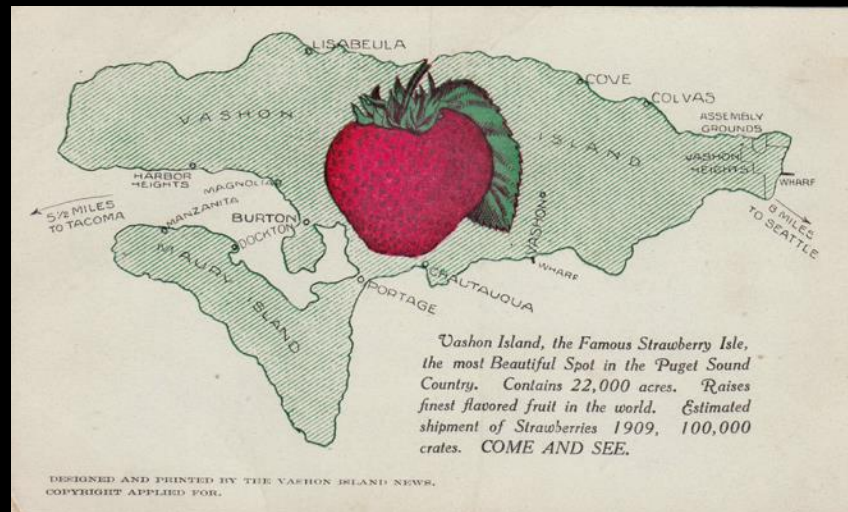 LISABEULA
COVE
COLVAS
ASSEMBLY
GROUNDS
VASHON
ISLAND
VASHON
HEIGHTS
WHARF
HARBOR
HEIGHTS
MAGNOLIA
5½ MILES
TO TACOMA
MANZANITA
BURTON
DOCKTON
VASHON
WHARF
8 MILES
TO SEATTLE
MAURY ISLAND
PORTAGE
CHAUTAUQUA
Vashon Island, the Famous Strawberry Isle,
the most Beautiful Spot in the Puget Sound
Country. Contains 22,000 acres. Raises
finest flavored fruit in the world. Estimated
shipment of Strawberries 1909, 100,000
crates. COME AND SEE.
DESIGNED AND PRINTED BY THE VASHON ISLAND NEWS.
COPYRIGHT APPLIED FOR.